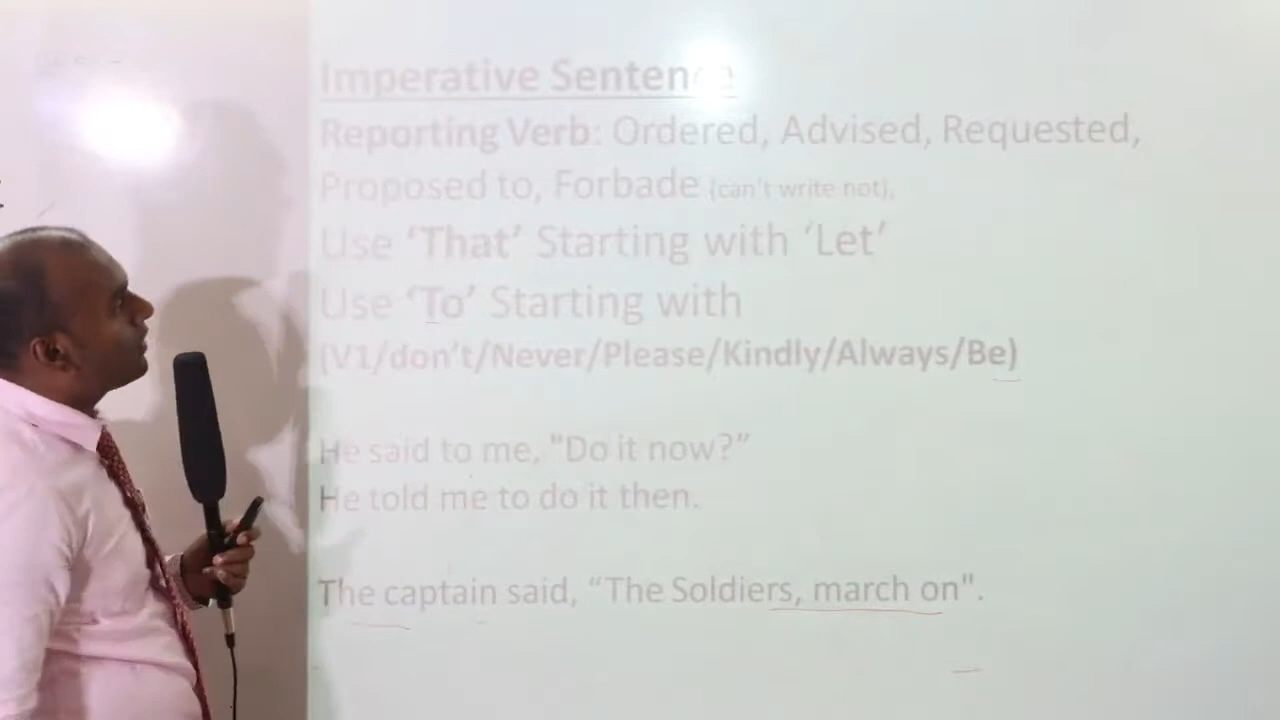 Imperative Sentence
Reporting Verb: Ordered, Advised, Requested,
Proposed to, Forbade (can't write not),
Use ‘That’ Starting with ‘Let’
Use ‘To’ Starting with
(V1/don’t/Never/Please/Kindly/Always/Be)
He said to me, "Do it now?”
He told me to do it then.
The captain said, “The Soldiers, march on".